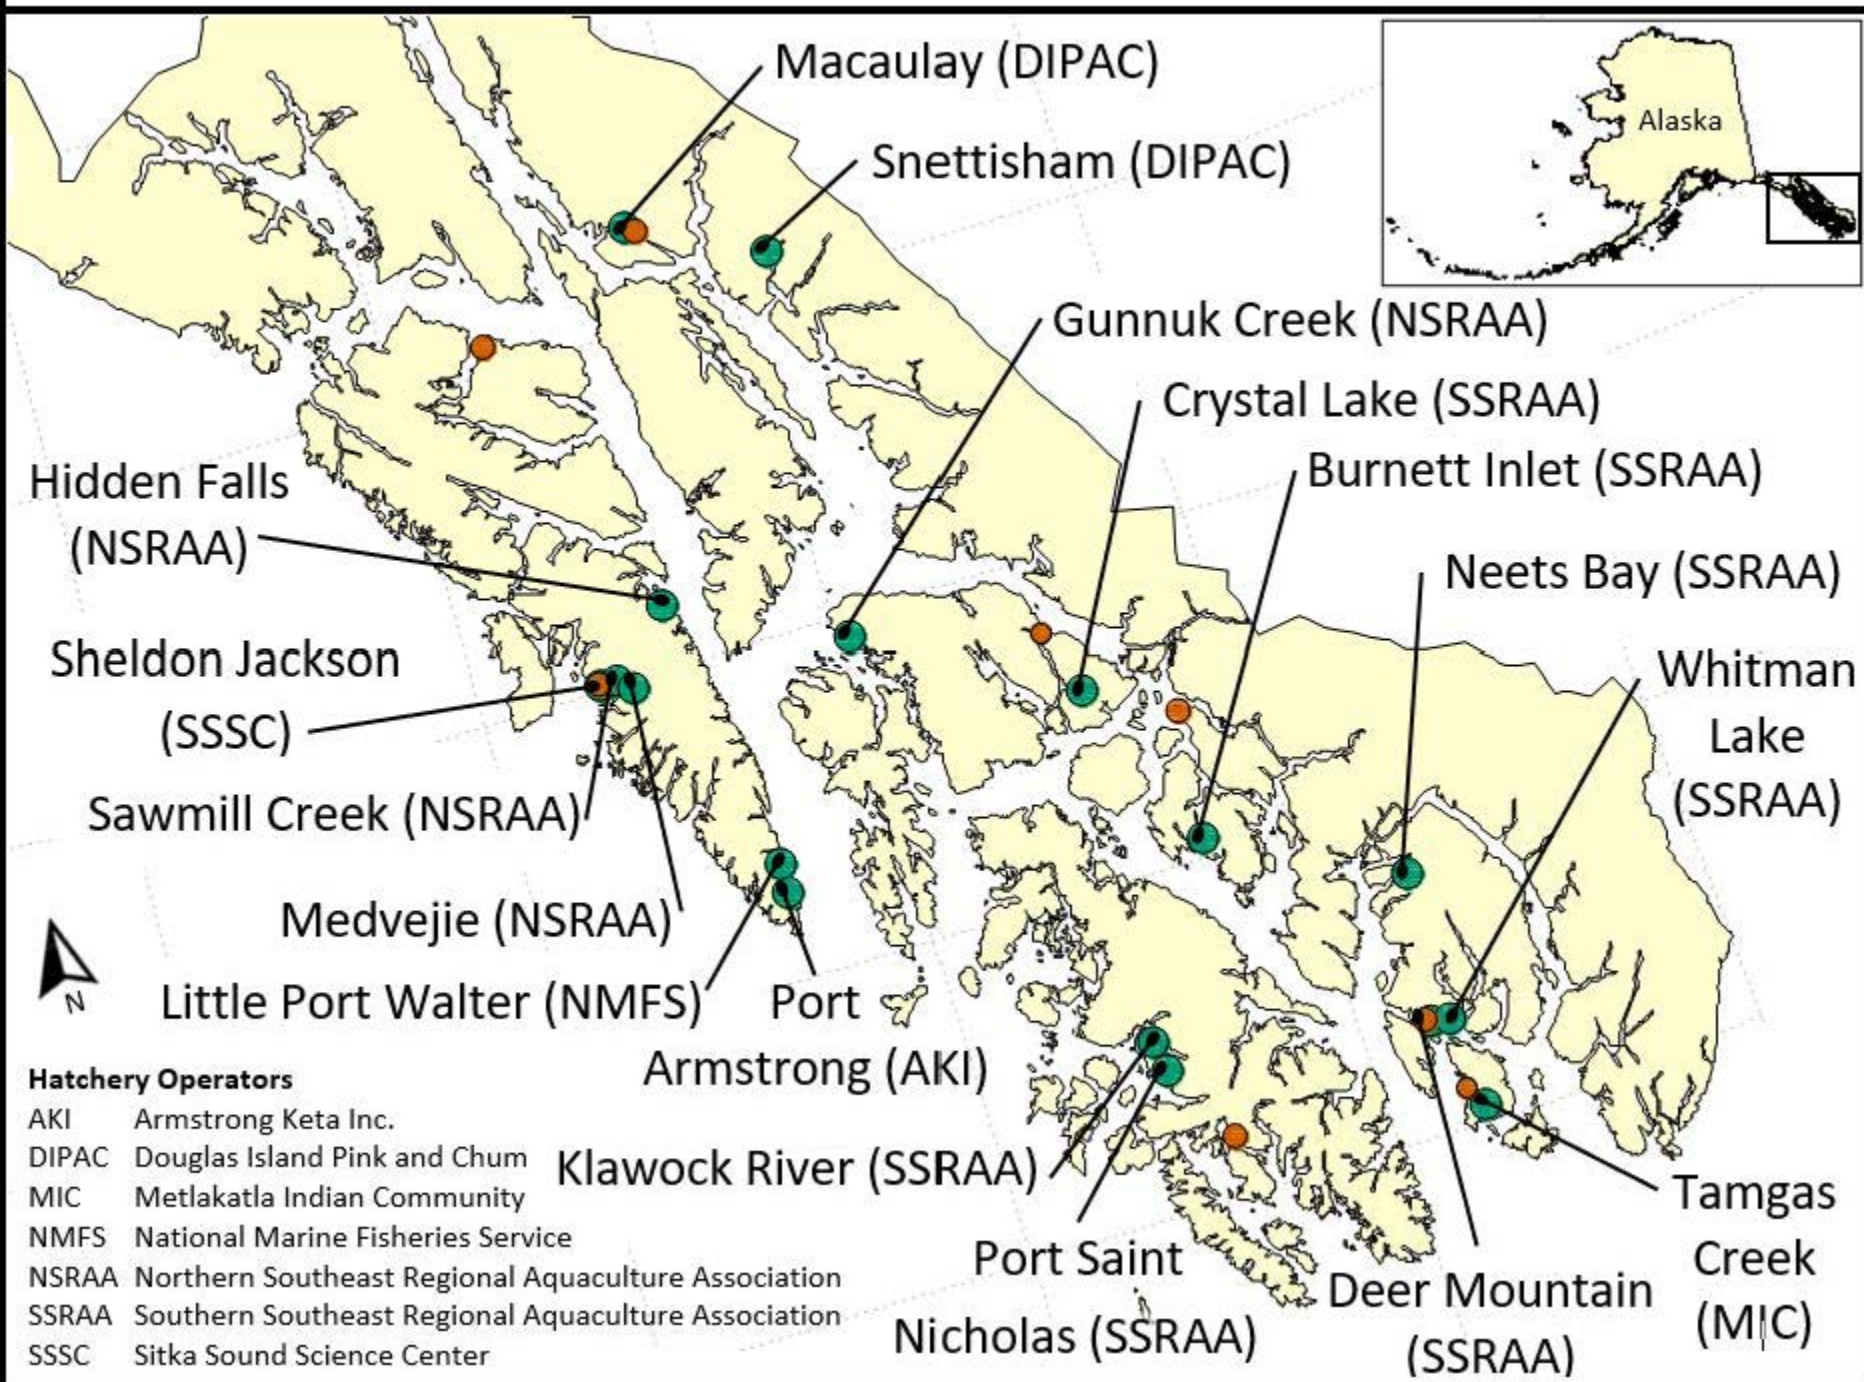 Macaulay (DIPAC)
Alaska
Snettisham (DIPAC)
Gunnuk Creek (NSRAA)
Crystal Lake (SSRAA)
Burnett Inlet (SSRAA)
Hidden Falls
(NSRAA)
Neets Bay (SSRAA)
Sheldon Jackson
(SSSC)
Whitman
Lake
(SSRAA)
Sawmill Creek (NSRAA)
Medvejie (NSRAA)
Little Port Walter (NMFS)
Port
Armstrong (AKI)
N
Klawock River (SSRAA)
Port Saint
Nicholas (SSRAA)
Deer Mountain
(SSRAA)
Tamgas
Creek
(MIC)
Hatchery Operators
AKI Armstrong Keta Inc.
DIPAC Douglas Island Pink and Chum
MIC Metlakatla Indian Community
NMFS National Marine Fisheries Service
NSRAA Northern Southeast Regional Aquaculture Association
SSRAA Southern Southeast Regional Aquaculture Association
SSSC Sitka Sound Science Center